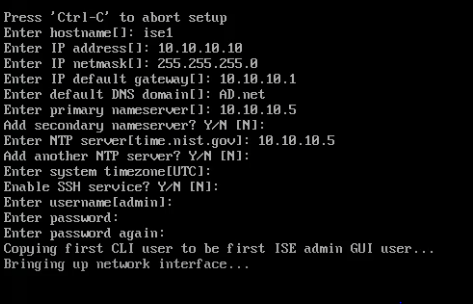 Press 'Ctrl-C' to abort setup
Enter hostname[]: ise1
Enter IP address[]: 10.10.10.10
Enter IP netmask[]: 255.255.255.0
Enter IP default gateway[]: 10.10.10.1
Enter default DNS domain[]: AD.net
Enter primary nameserver[]: 10.10.10.5
Add secondary nameserver? Y/N [N]:
Enter NTP server[time.nist.gov]: 10.10.10.5
Add another NTP server? Y/N [N]:
Enter system timezone[UTC]:
Enable SSH service? Y/N [N]:
Enter username[admin]:
Enter password:
Enter password again:
Copying first CLI user to be first ISE admin GUI user...
Bringing up network interface...